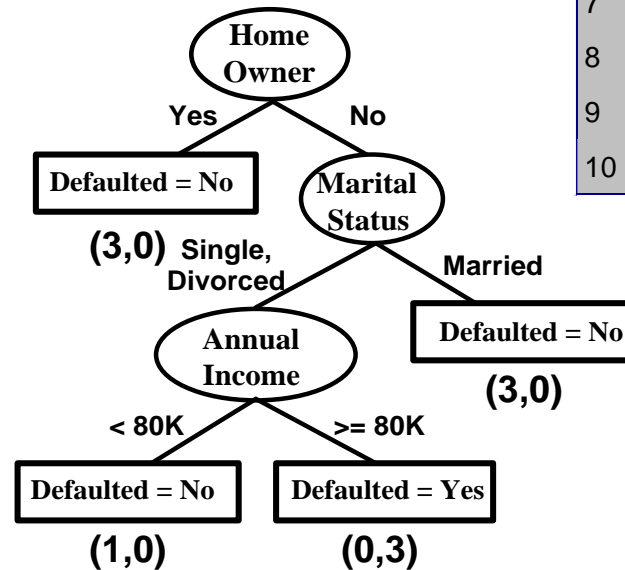 7
8
9
10
Home
Owner
Yes
No
Defaulted = No
Marital
Status
(3,0)
Single,
Divorced
Married
Annual
Income
Defaulted = No
(3,0)
< 80K
>= 80K
Defaulted = No
Defaulted = Yes
(1,0)
(0,3)